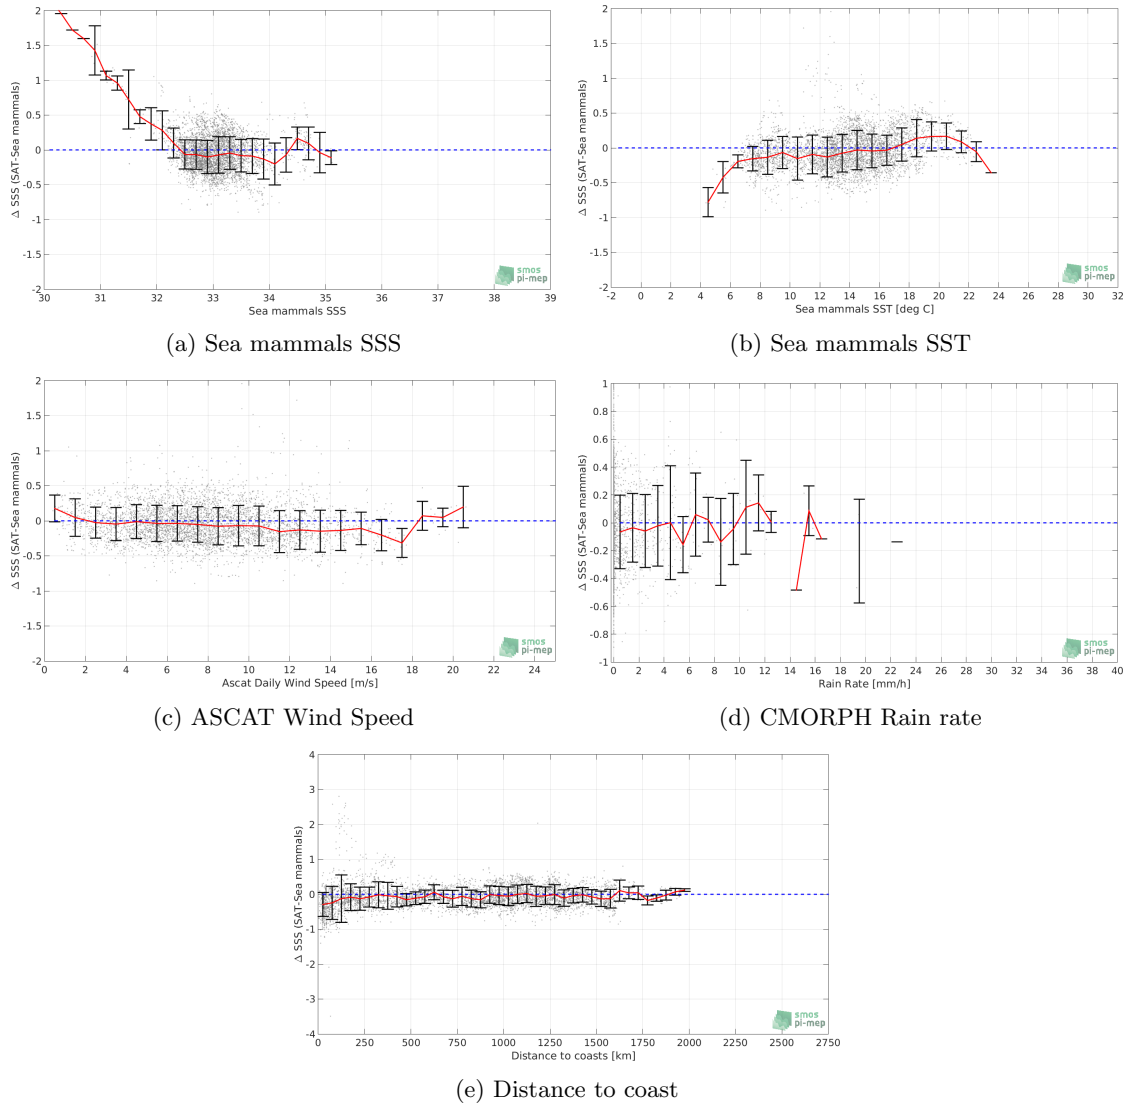 2
1.5
1
0.5
0
-0.5
-1
-1.5
-2
Δ SSS (SAT-Sea mammals)
30 31 32 33 34 35 36 37 38 39
Sea mammals SSS
smos
pi-mep
(a) Sea mammals SSS
2
1.5
1
0.5
0
-0.5
-1
-1.5
-2
Δ SSS (SAT-Sea mammals)
-2 0 2 4 6 8 10 12 14 16 18 20 22 24 26 28 30 32
Sea mammals SST [deg C]
smos
pi-mep
(b) Sea mammals SST
2
1.5
1
0.5
0
-0.5
-1
-1.5
-2
Δ SSS (SAT-Sea mammals)
0 2 4 6 8 10 12 14 16 18 20 22 24
Ascat Daily Wind Speed [m/s]
smos
pi-mep
(c) ASCAT Wind Speed
1
0.8
0.6
0.4
0.2
0
-0.2
-0.4
-0.6
-0.8
-1
Δ SSS (SAT-Sea mammals)
0 2 4 6 8 10 12 14 16 18 20 22 24 26 28 30 32 34 36 38 40
Rain Rate [mm/h]
smos
pi-mep
(d) CMORPH Rain rate
4
3
2
1
0
-1
-2
-3
-4
Δ SSS (SAT-Sea mammals)
0 250 500 750 1000 1250 1500 1750 2000 2250 2500 2750
Distance to coasts [km]
smos
pi-mep
(e) Distance to coast